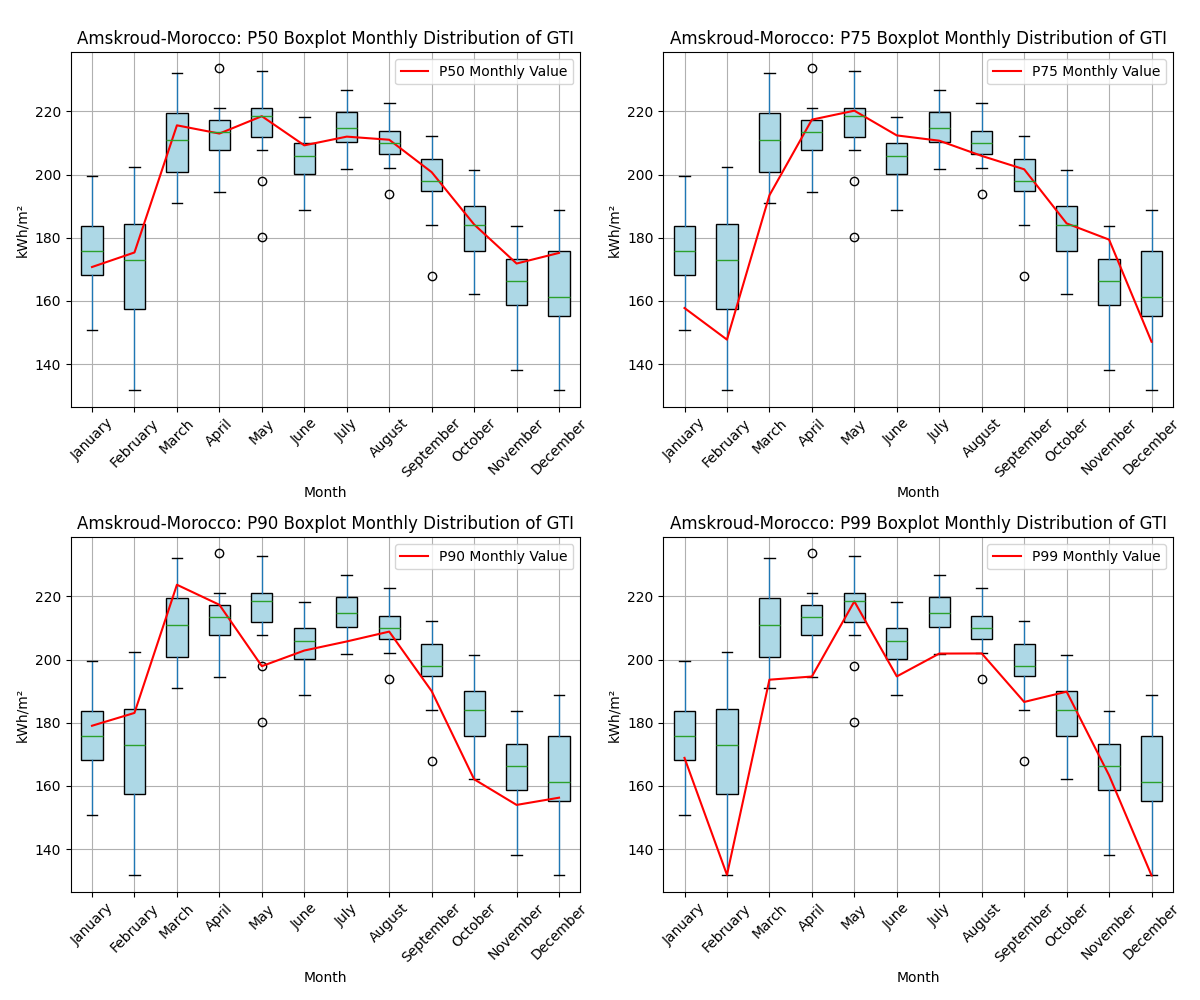 Amskroud-Morocco: P50 Boxplot Monthly Distribution of GTI
P50 Monthly Value
220
200
180
160
140
kWh/m²
January
February
March
April
May
June
July
August
September
October
November
December
Month
Amskroud-Morocco: P75 Boxplot Monthly Distribution of GTI
P75 Monthly Value
220
200
180
160
140
kWh/m²
January
February
March
April
May
June
July
August
September
October
November
December
Month
Amskroud-Morocco: P90 Boxplot Monthly Distribution of GTI
P90 Monthly Value
220
200
180
160
140
kWh/m²
January
February
March
April
May
June
July
August
September
October
November
December
Month
Amskroud-Morocco: P99 Boxplot Monthly Distribution of GTI
P99 Monthly Value
220
200
180
160
140
kWh/m²
January
February
March
April
May
June
July
August
September
October
November
December
Month